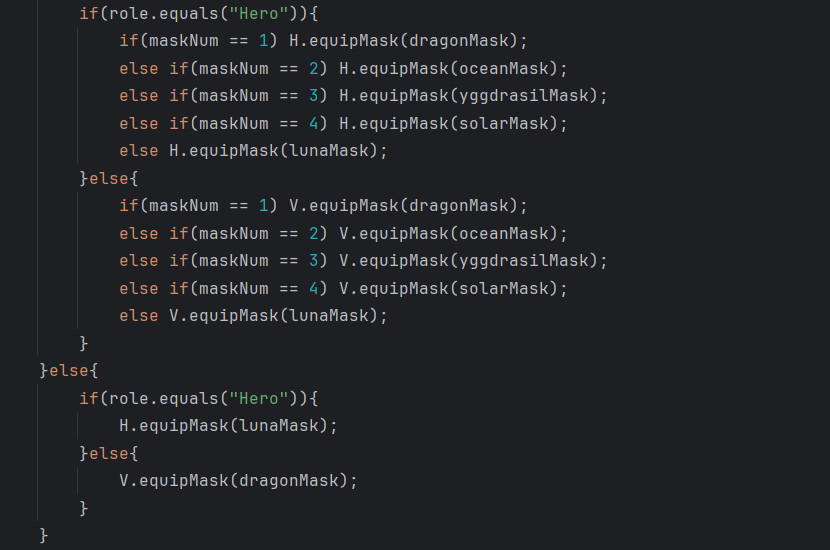 if(role.equals("Hero")){
if(maskNum == 1) H.equipMask(dragonMask);
else if(maskNum == 2) H.equipMask(oceanMask);
else if(maskNum == 3) H.equipMask(yggdrasilMask);
else if(maskNum == 4) H.equipMask(solarMask);
else H.equipMask(lunaMask);
}else{
if(maskNum == 1) V.equipMask(dragonMask);
else if(maskNum == 2) V.equipMask(oceanMask);
else if(maskNum == 3) V.equipMask(yggdrasilMask);
else if(maskNum == 4) V.equipMask(solarMask);
else V.equipMask(lunaMask);
}
}else{
if(role.equals("Hero")){
H.equipMask(lunaMask);
}else{
V.equipMask(dragonMask);
}
}